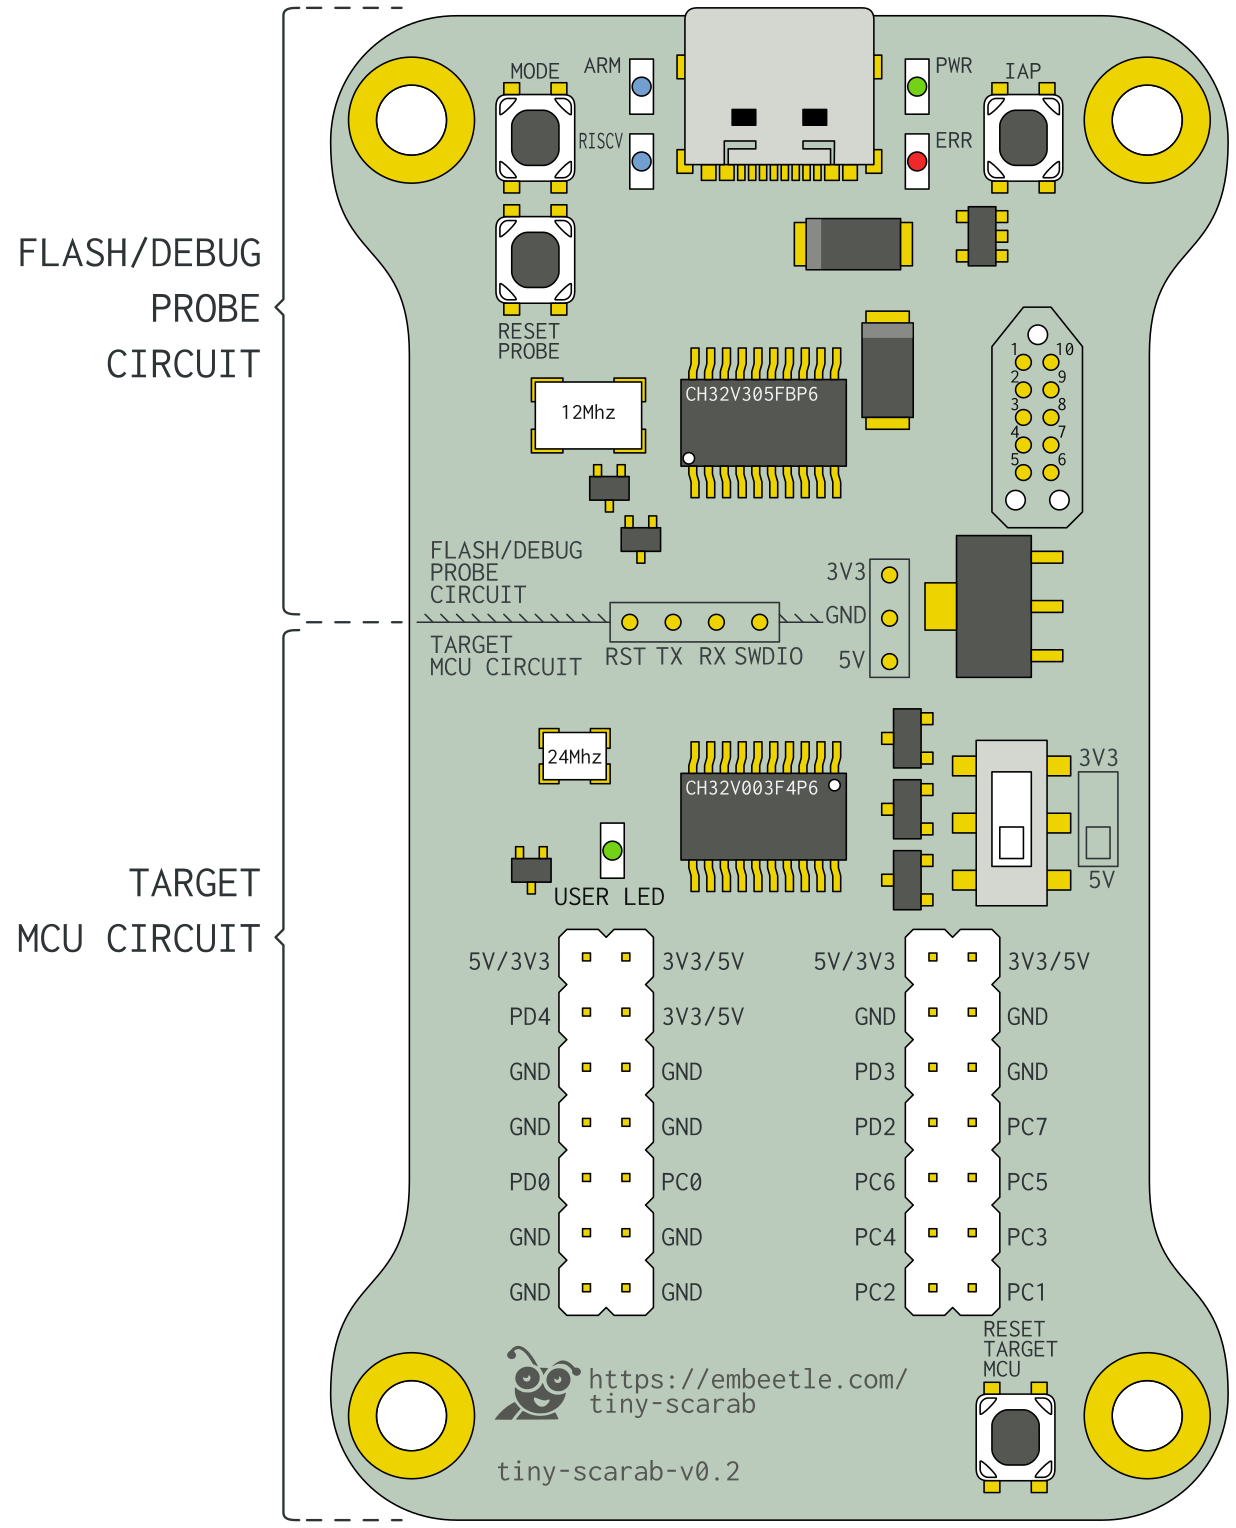 FLASH/DEBUG
PROBE
CIRCUIT
TARGET
MCU CIRCUIT
MODE
ARM
RISCV
PWR
ERR
IAP
RESET
PROBE
12Mhz
CH32V305FBP6
1 10
2 9
3 8
4 7
5 6
FLASH/DEBUG
PROBE
CIRCUIT
TARGET
MCU CIRCUIT
RST TX RX SWDIO
3V3
GND
5V
24Mhz
CH32V003F4P6
USER LED
3V3
5V
5V/3V3 3V3/5V
PD4 3V3/5V
GND GND
GND GND
PD0 PC0
GND GND
GND GND
5V/3V3 3V3/5V
GND GND
PD3 GND
PD2 PC7
PC6 PC5
PC4 PC3
PC2 PC1
RESET
TARGET
MCU
https://embeetle.com/
tiny-scarab
tiny-scarab-v0.2